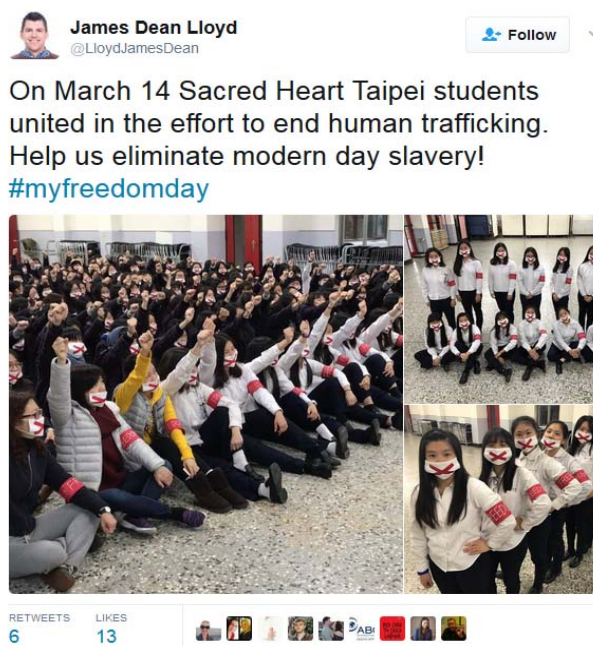 James Dean Lloyd
@LloydJamesDean
Follow
On March 14 Sacred Heart Taipei students
united in the effort to end human trafficking.
Help us eliminate modern day slavery!
#myfreedomday
RETWEETS
LIKES
6
13